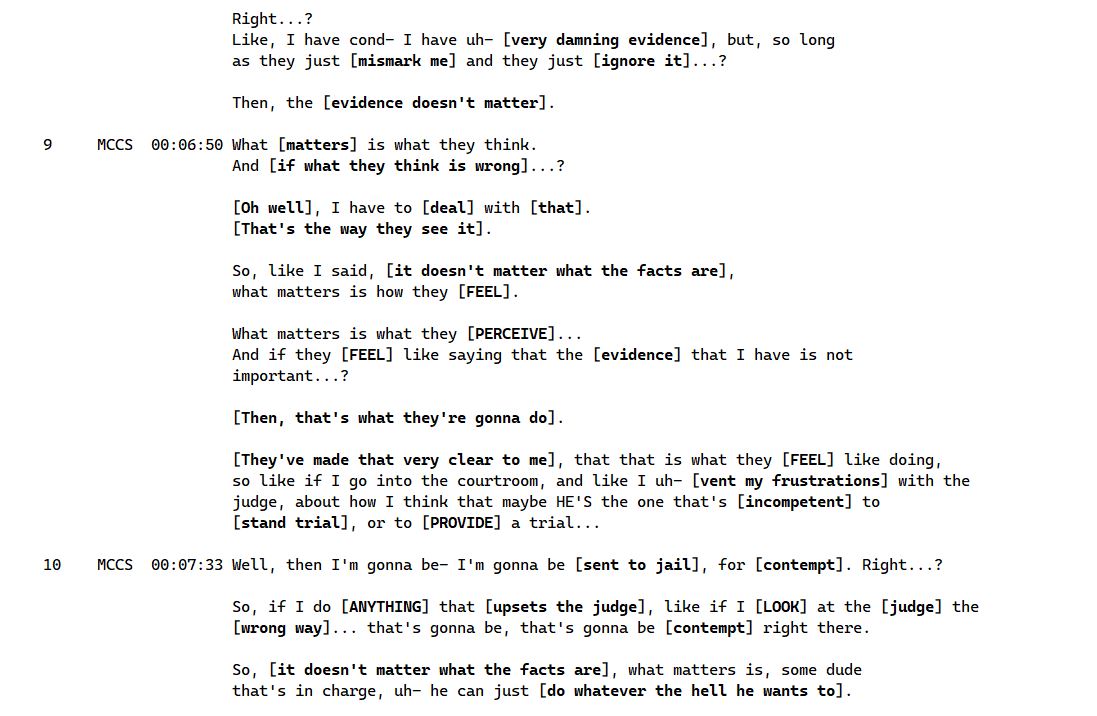 Right...?
Like, I have cond– I have uh– [very damning evidence], but, so long
as they just [mismark me] and they just [ignore it]...?
Then, the [evidence doesn't matter].
9 MCCS 00:06:50 What [matters] is what they think.
And [if what they think is wrong]...?
[Oh well], I have to [deal] with [that].
[That's the way they see it].
So, like I said, [it doesn't matter what the facts are],
what matters is how they [FEEL].
What matters is what they [PERCEIVE]...
And if they [FEEL] like saying that the [evidence] that I have is not
important...?
[Then, that's what they're gonna do].
[They've made that very clear to me], that that is what they [FEEL] like doing,
so like if I go into the courtroom, and like I uh– [vent my frustrations] with the
judge, about how I think that maybe HE'S the one that's [incompetent] to
[stand trial], or to [PROVIDE] a trial...
10 MCCS 00:07:33 Well, then I'm gonna be– I'm gonna be [sent to jail], for [contempt]. Right...?
So, if I do [ANYTHING] that [upsets the judge], like if I [LOOK] at the [judge] the
[wrong way]... that's gonna be, that's gonna be [contempt] right there.
So, [it doesn't matter what the facts are], what matters is, some dude
that's in charge, uh– he can just [do whatever the hell he wants to].